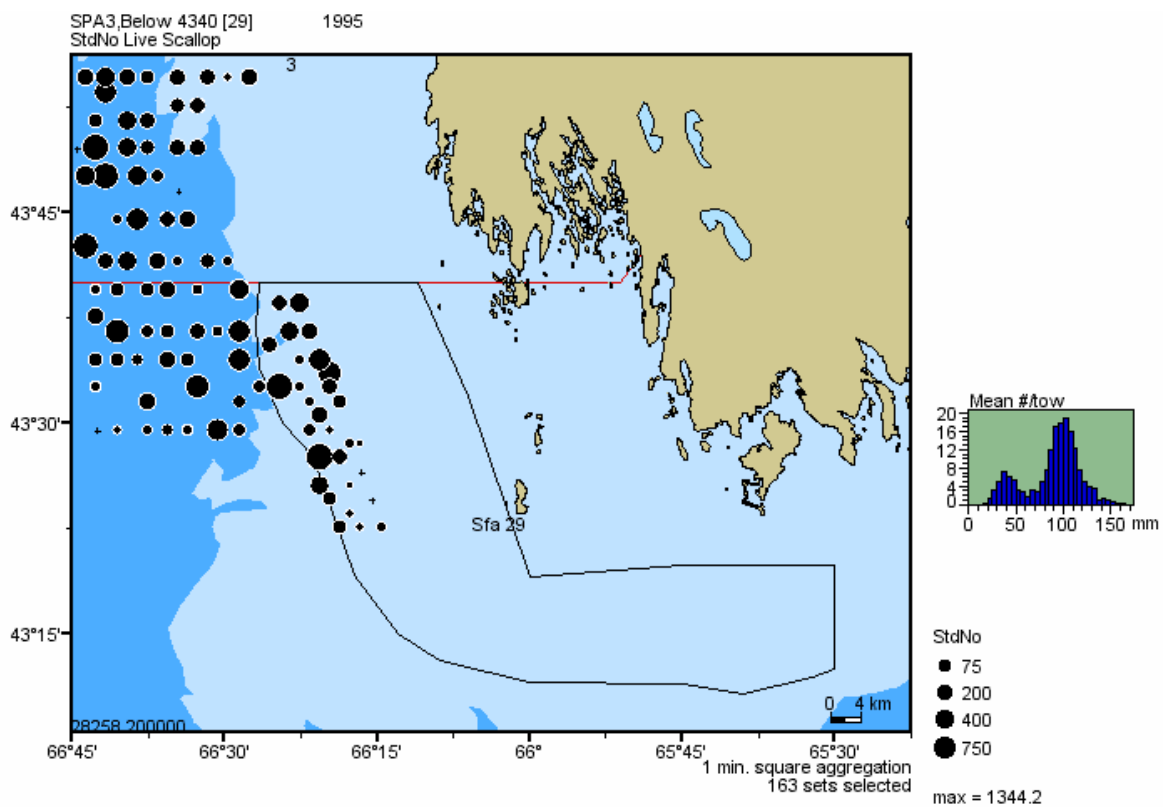 SPA3,Below 4340 [29] 1995
StdNo Live Scallop
3
43°45'
43°30'
Sfa 29
43°15'
28258.200000
0 4 km
66°45' 66°30' 66°15' 66° 65°45' 65°30'
1 min. square aggregation
163 sets selected
Mean #/tow
20
16
12
8
4
0
0 50 100 150 mm
StdNo
75
200
400
750
max = 1344.2